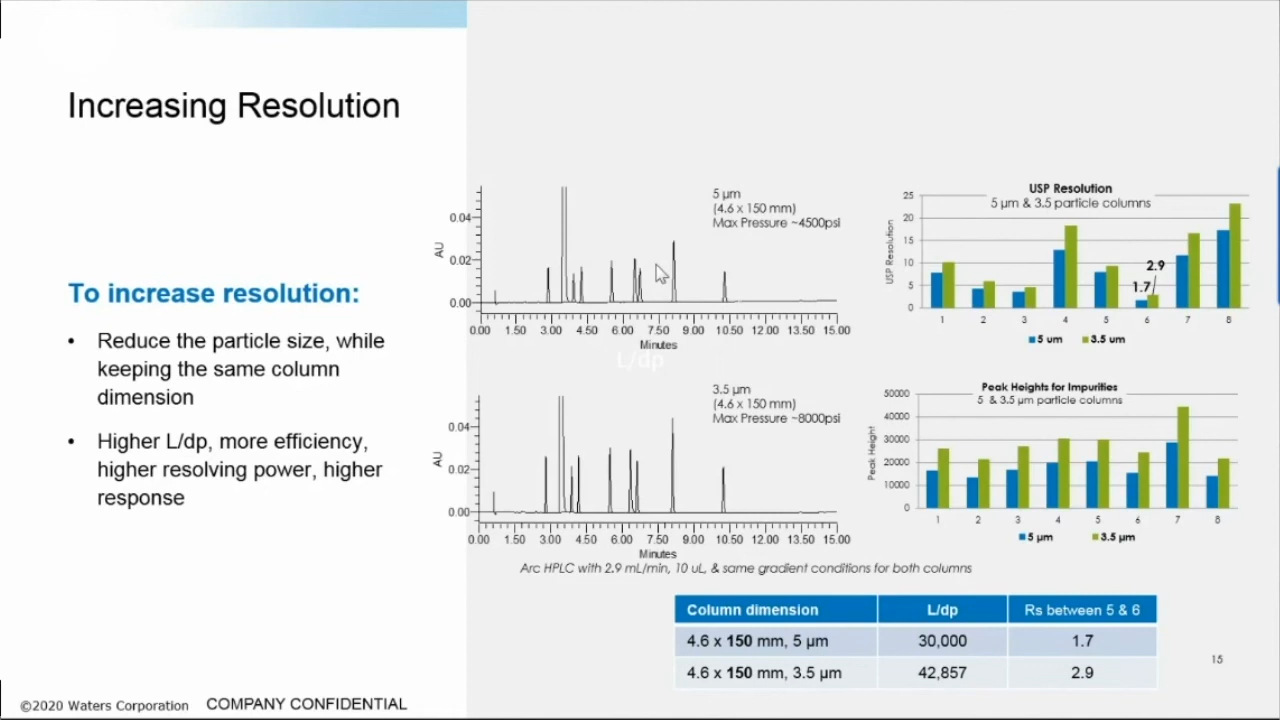 Increasing Resolution
To increase resolution:
• Reduce the particle size, while
keeping the same column
dimension
• Higher L/dp, more efficiency,
higher resolving power, higher
response
5 µm
(4.6 x 150 mm)
Max Pressure ~4500psi
AU
0.04
0.02
0.00
0.00 1.50 3.00 4.50 6.00 7.50 9.00 10.50 12.00 13.50 15.00
Minutes
L/dp
3.5 µm
(4.6 x 150 mm)
Max Pressure ~8000psi
AU
0.04
0.02
0.00
0.00 1.50 3.00 4.50 6.00 7.50 9.00 10.50 12.00 13.50 15.00
Minutes
Arc HPLC with 2.9 mL/min, 10 uL, & same gradient conditions for both columns
USP Resolution
5 µm & 3.5 particle columns
USP Resolution
25
20
15
10
5
0
2.9
1.7
1 2 3 4 5 6 7 8
5 um 3.5 um
Peak Heights for Impurities
5 & 3.5 µm particle columns
Peak Height
50000
40000
30000
20000
10000
0
1 2 3 4 5 6 7 8
5 µm 3.5 µm
Column dimension L/dp Rs between 5 & 6
4.6 x 150 mm, 5 µm 30,000 1.7
4.6 x 150 mm, 3.5 µm 42,857 2.9
15
©2020 Waters Corporation COMPANY CONFIDENTIAL